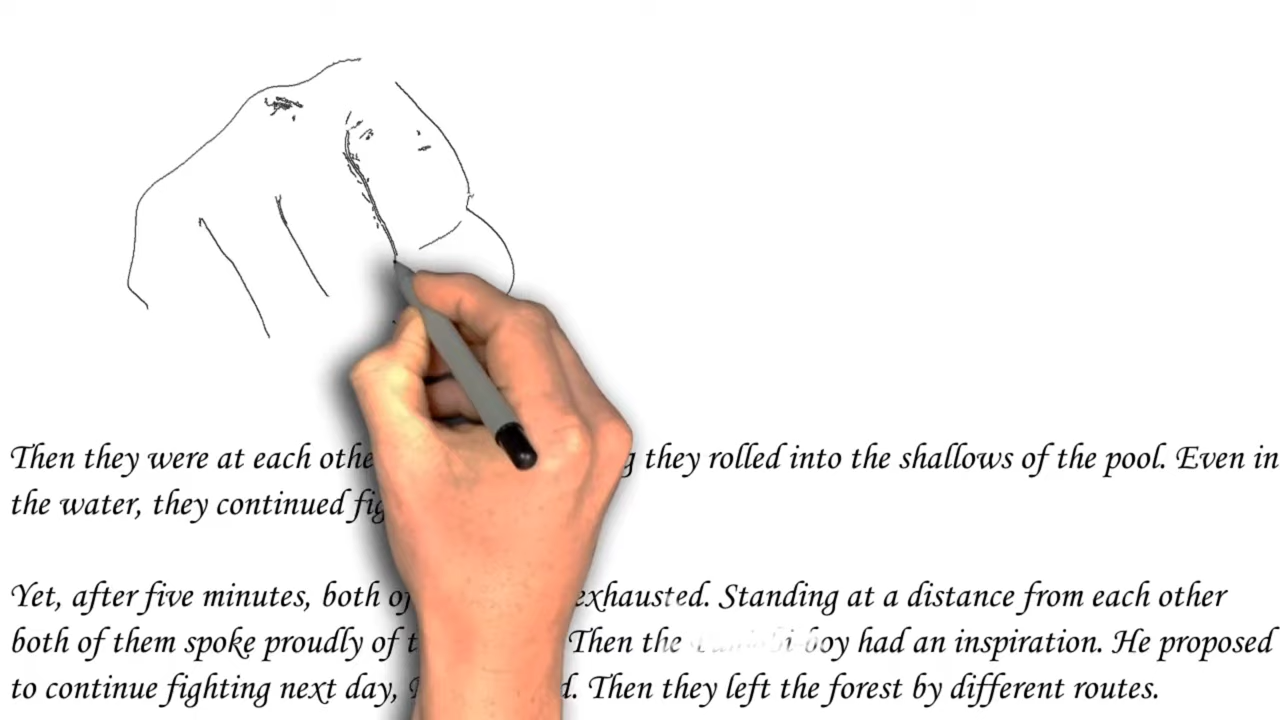 Then they were at each they rolled into the shallows of the pool. Even in
the water, they continued
Yet, after five minutes, both exhausted. Standing at a distance from each other
both of them spoke proudly of Then the boy had an inspiration. He proposed
to continue fighting next day, Then they left the forest by different routes.